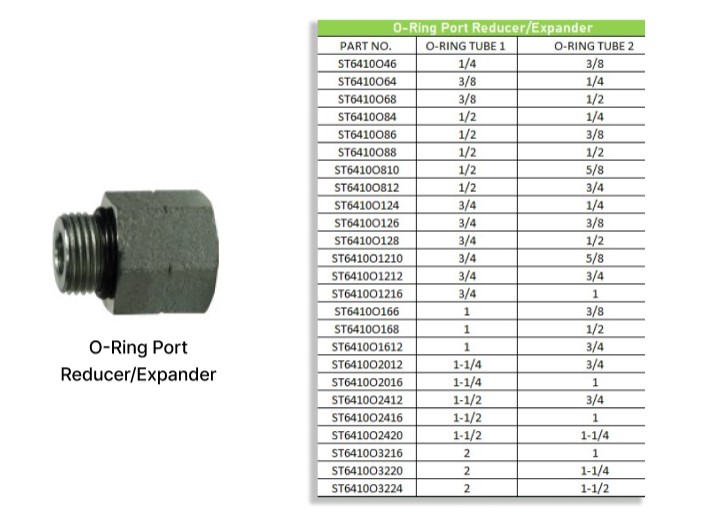 O-Ring Port
Reducer/Expander
O-Ring Port Reducer/Expander
PART NO. O-RING TUBE 1 O-RING TUBE 2
ST6410O46 1/4 3/8
ST6410O64 3/8 1/4
ST6410O68 3/8 1/2
ST6410O84 1/2 1/4
ST6410O86 1/2 3/8
ST6410O88 1/2 1/2
ST6410O810 1/2 5/8
ST6410O812 1/2 3/4
ST6410O124 3/4 1/4
ST6410O126 3/4 3/8
ST6410O128 3/4 1/2
ST6410O1210 3/4 5/8
ST6410O1212 3/4 3/4
ST6410O1216 3/4 1
ST6410O166 1 3/8
ST6410O168 1 1/2
ST6410O1612 1 3/4
ST6410O2012 1-1/4 3/4
ST6410O2016 1-1/4 1
ST6410O2412 1-1/2 3/4
ST6410O2416 1-1/2 1
ST6410O2420 1-1/2 1-1/4
ST6410O3216 2 1
ST6410O3220 2 1-1/4
ST6410O3224 2 1-1/2